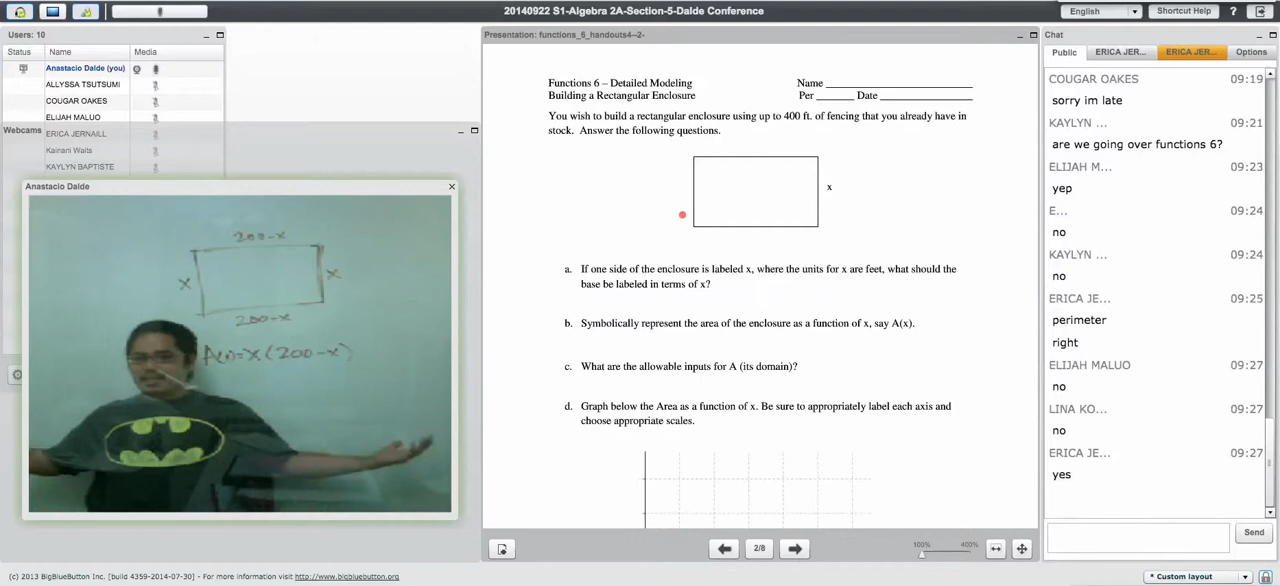 20140922 S1-Algebra 2A-Section-5-Dalde Conference
English
Shortcut Help
?
Users: 10
Status Name Media
Anastacio Dalde (you)
ALLYSSA TSUTSUMI
COUGAR OAKES
ELIJAH MALUO
ERICA JERNAILL
Kainani Waits
KAYLYN BAPTISTE
Webcams
Anastacio Dalde
200-x
x
x
200-x
A(x)=x(200-x)
Presentation: functions_6_handouts4--2-
Functions 6 – Detailed Modeling
Building a Rectangular Enclosure
Name
Per Date
You wish to build a rectangular enclosure using up to 400 ft. of fencing that you already have in
stock. Answer the following questions.
x
a. If one side of the enclosure is labeled x, where the units for x are feet, what should the
base be labeled in terms of x?
b. Symbolically represent the area of the enclosure as a function of x, say A(x).
c. What are the allowable inputs for A (its domain)?
d. Graph below the Area as a function of x. Be sure to appropriately label each axis and
choose appropriate scales.
2/8
100% 400%
Chat
Public
ERICA JER...
ERICA JER...
Options
COUGAR OAKES 09:19
sorry im late
KAYLYN ... 09:21
are we going over functions 6?
ELIJAH M... 09:23
yep
E... 09:24
no
KAYLYN ... 09:24
no
ERICA JE... 09:25
perimeter
right
ELIJAH MALUO 09:27
no
LINA KO... 09:27
no
ERICA JE... 09:27
yes
Send
(c) 2013 BigBlueButton Inc. [build 4359-2014-07-30] - For more information visit http://www.bigbluebutton.org
* Custom layout